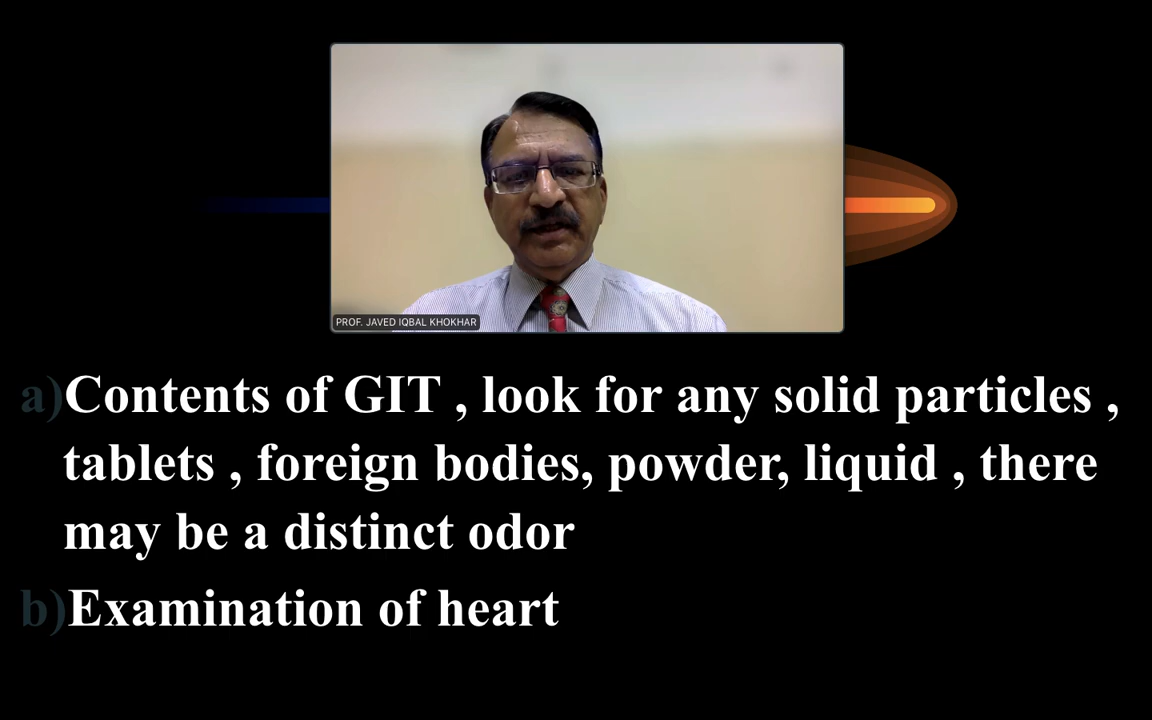 PROF. JAVED IQBAL KHOKHAR
a)Contents of GIT , look for any solid particles ,
tablets , foreign bodies, powder, liquid , there
may be a distinct odor
b)Examination of heart